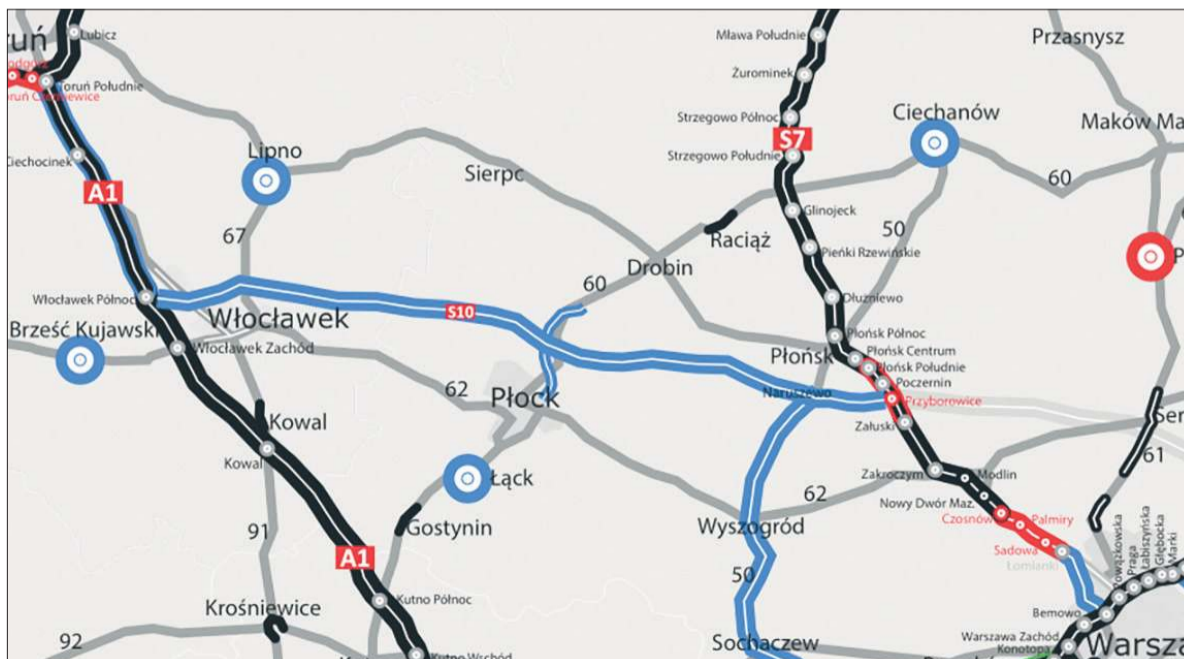 ruń
Lubicz
Toruń Południe
Ciechocinek
A1
Lipno
67
Włocławek Północ
Brześć Kujawski
Włocławek
Włocławek Zachód
62
Kowal
Kowal
91
A1
Krośniewice
92
Kutno Północ
Kutno Wschód
Sierpc
S10
60
Drobin
Raciąż
Płock
Łąck
Gostynin
Mława Południe
Żurominek
Strzegowo Północ
S7
Strzegowo Południe
Glinojeck
Pieńki Rzewińskie
Dłużniewo
Płońsk Północ
Płońsk
Płońsk Centrum
Płońsk Południe
Poczernin
Naruszewo
Przyborowice
Załuski
Przasnysz
Ciechanów
Maków Ma
60
50
P
Ser
61
Zakroczym
Modlin
Nowy Dwór Maz.
Czosnów
Palmiry
Sadowa
Łomianki
62
Wyszogród
50
Sochaczew
Powązkowska
Praga
Łabiszyńska
Głębocka
Marki
Bemowo
Warszawa Zachód
Konotopa
Warsza